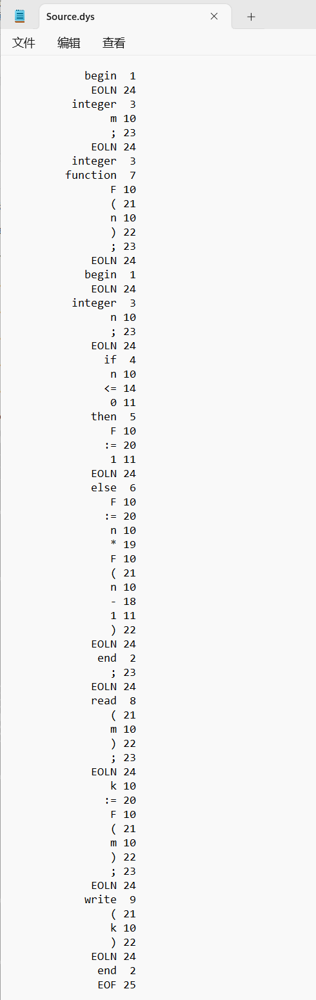 Source.dys
文件 编辑 查看
begin 1
EOLN 24
integer 3
m 10
; 23
EOLN 24
integer 3
function 7
F 10
( 21
n 10
) 22
; 23
EOLN 24
begin 1
EOLN 24
integer 3
n 10
; 23
EOLN 24
if 4
n 10
<= 14
0 11
then 5
F 10
:= 20
1 11
EOLN 24
else 6
F 10
:= 20
n 10
* 19
F 10
( 21
n 10
- 18
1 11
) 22
EOLN 24
end 2
; 23
EOLN 24
read 8
( 21
m 10
) 22
; 23
EOLN 24
k 10
:= 20
F 10
( 21
m 10
) 22
; 23
EOLN 24
write 9
( 21
k 10
) 22
EOLN 24
end 2
EOF 25